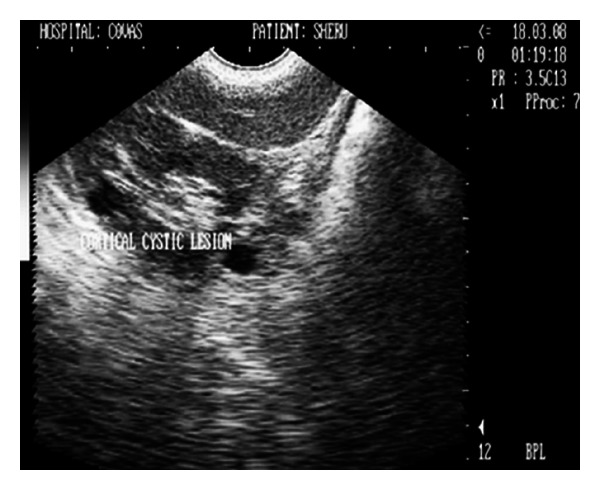 HOSPITAL: COVAS PATIENT: SHERU <= 18.03.08
0 01:19:18
PR : 3.5C13
x1 PProc: 7
CORTICAL CYSTIC LESION
12 BPL